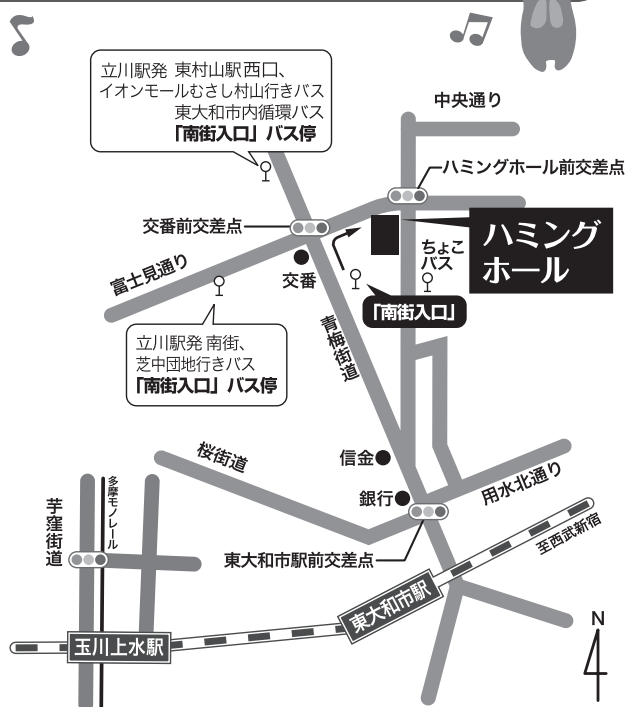 立川駅発 東村山駅西口、
イオンモールむさし村山行きバス
東大和市内循環バス
「南街入口」バス停
中央通り
ハミングホール前交差点
交番前交差点
ハミング
ホール
ちょこ
バス
富士見通り
交番
「南街入口」
立川駅発 南街、
芝中団地行きバス
「南街入口」バス停
青梅街道
信金
桜街道
銀行
用水北通り
多摩モノレール
芋窪街道
至西武新宿
東大和市駅前交差点
東大和市駅
玉川上水駅
N